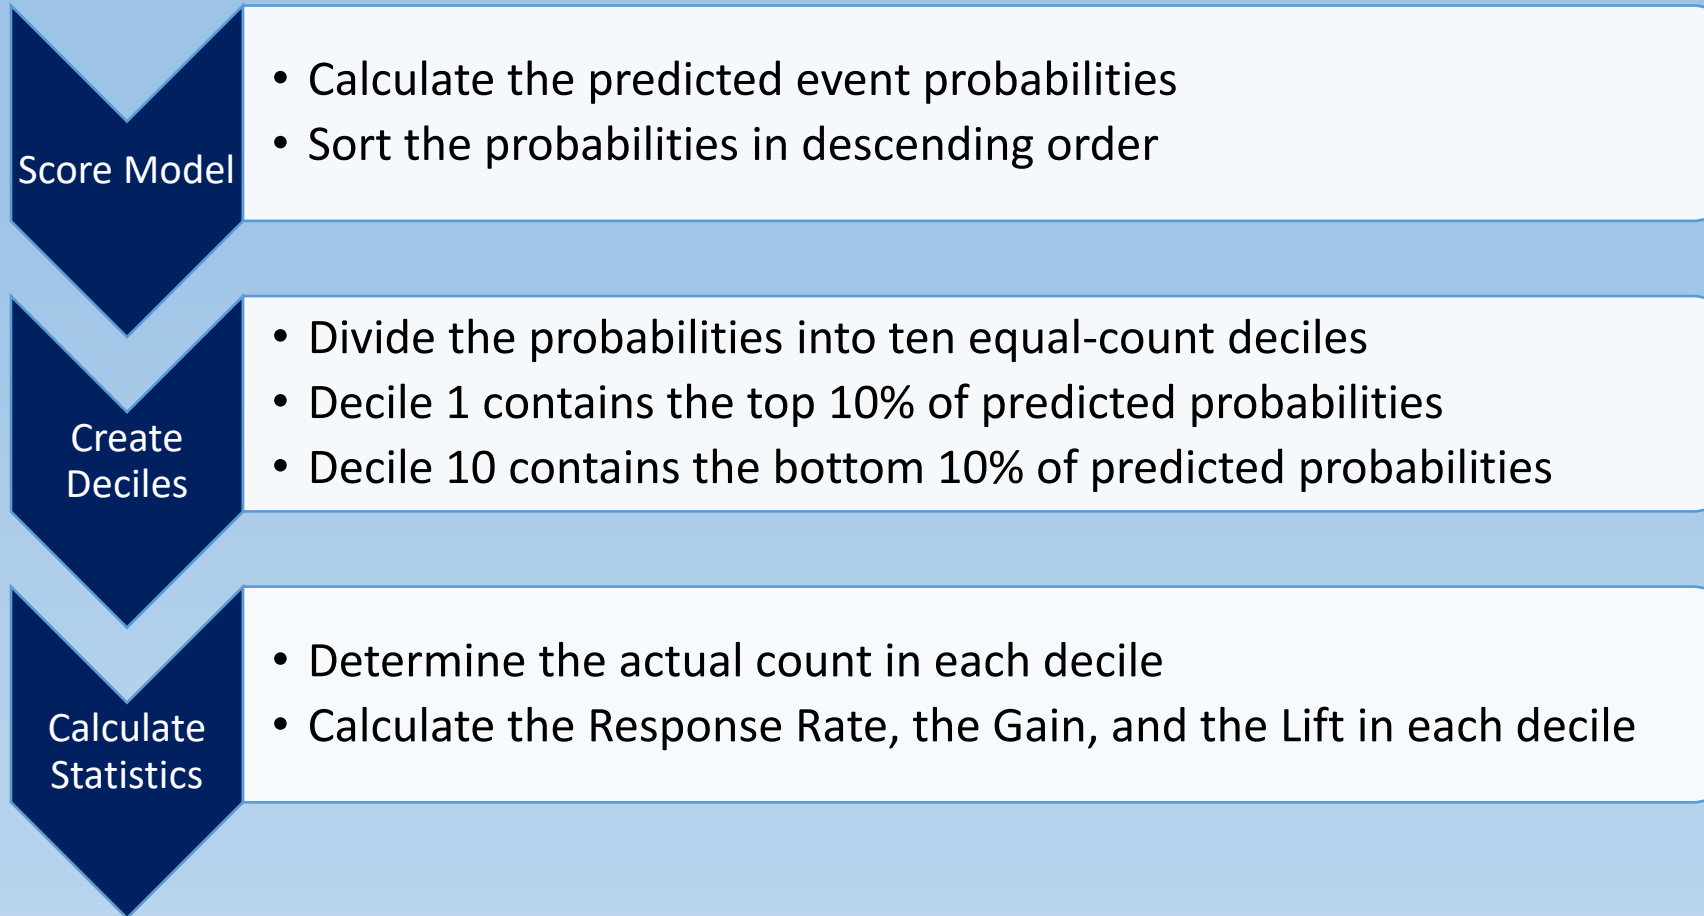 Score Model
• Calculate the predicted event probabilities
• Sort the probabilities in descending order
Create
Deciles
• Divide the probabilities into ten equal-count deciles
• Decile 1 contains the top 10% of predicted probabilities
• Decile 10 contains the bottom 10% of predicted probabilities
Calculate
Statistics
• Determine the actual count in each decile
• Calculate the Response Rate, the Gain, and the Lift in each decile